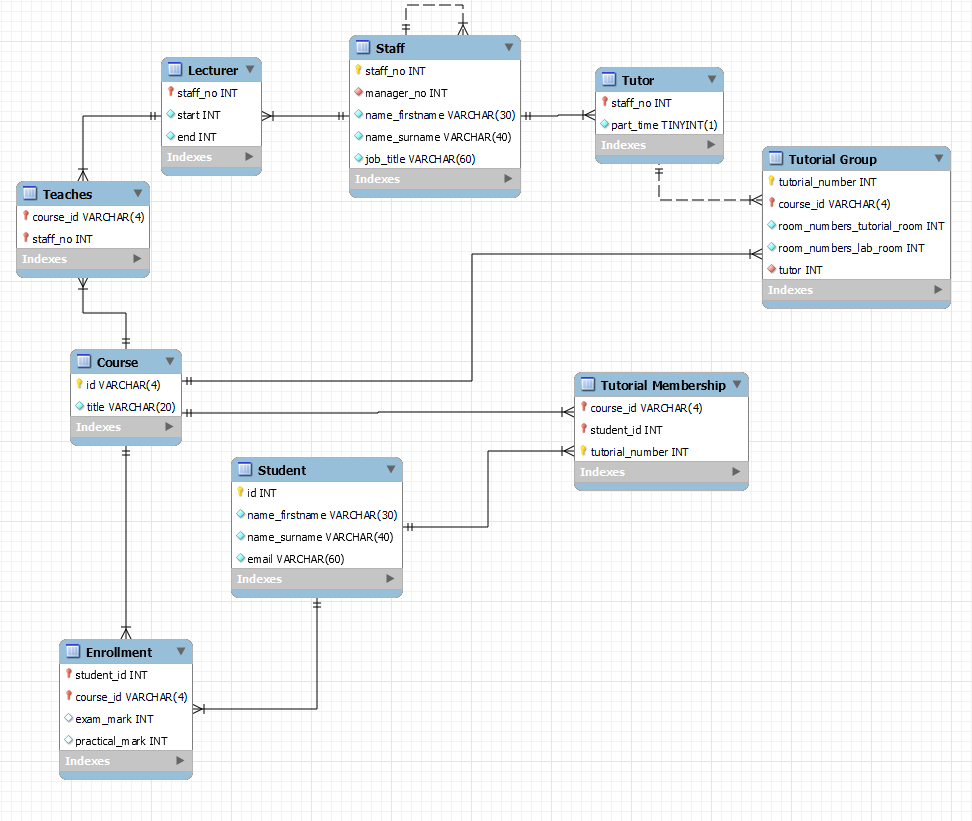 Staff
staff_no INT
manager_no INT
name_firstname VARCHAR(30)
name_surname VARCHAR(40)
job_title VARCHAR(60)
Indexes
Lecturer
staff_no INT
start INT
end INT
Indexes
Tutor
staff_no INT
part_time TINYINT(1)
Indexes
Tutorial Group
tutorial_number INT
course_id VARCHAR(4)
room_numbers_tutorial_room INT
room_numbers_lab_room INT
tutor INT
Indexes
Teaches
course_id VARCHAR(4)
staff_no INT
Indexes
Course
id VARCHAR(4)
title VARCHAR(20)
Indexes
Tutorial Membership
course_id VARCHAR(4)
student_id INT
tutorial_number INT
Indexes
Student
id INT
name_firstname VARCHAR(30)
name_surname VARCHAR(40)
email VARCHAR(60)
Indexes
Enrollment
student_id INT
course_id VARCHAR(4)
exam_mark INT
practical_mark INT
Indexes